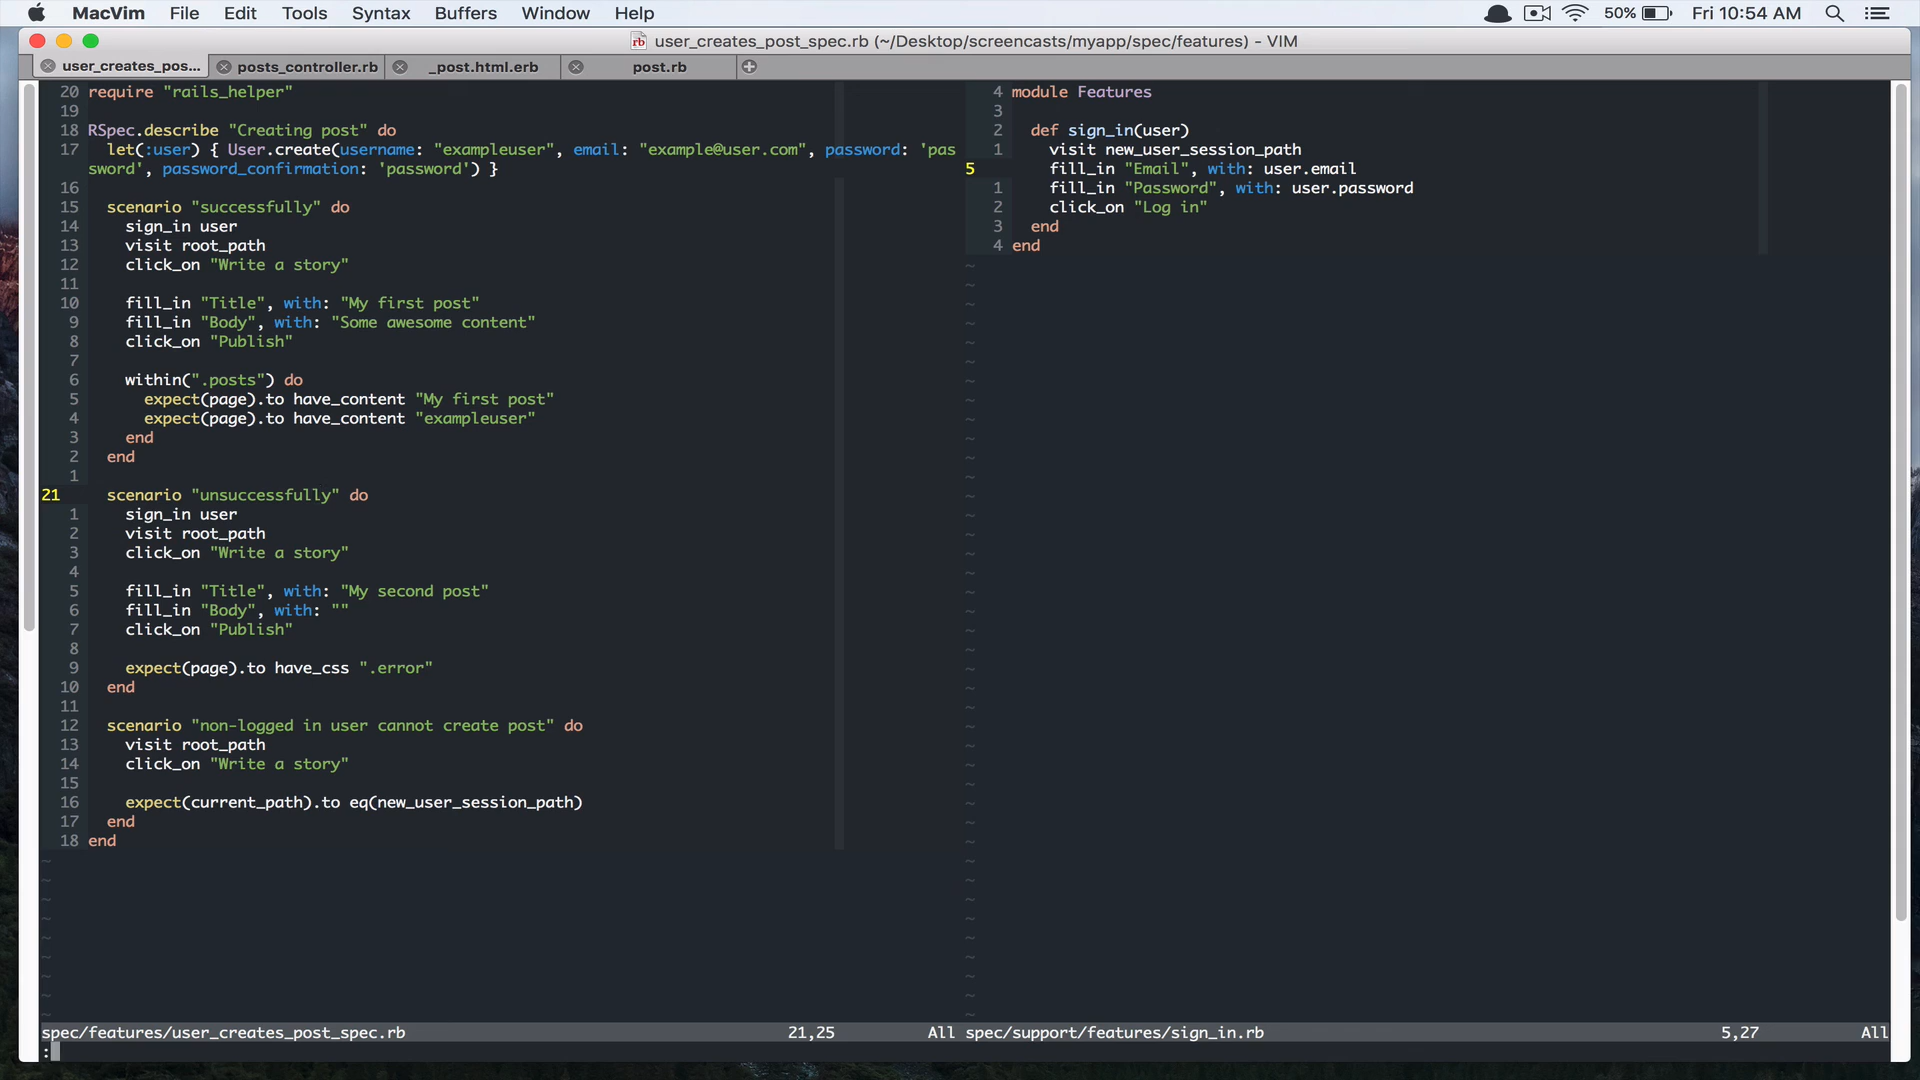 MacVim File Edit Tools Syntax Buffers Window Help 50% Fri 10:54 AM
user_creates_post_spec.rb (~/Desktop/screencasts/myapp/spec/features) - VIM
user_creates_pos... posts_controller.rb _post.html.erb post.rb
20 require "rails_helper"
19
18 RSpec.describe "Creating post" do
17 let(:user) { User.create(username: "exampleuser", email: "example@user.com", password: 'pas
sword', password_confirmation: 'password') }
16
15 scenario "successfully" do
14 sign_in user
13 visit root_path
12 click_on "Write a story"
11
10 fill_in "Title", with: "My first post"
9 fill_in "Body", with: "Some awesome content"
8 click_on "Publish"
7
6 within(".posts") do
5 expect(page).to have_content "My first post"
4 expect(page).to have_content "exampleuser"
3 end
2 end
1
21 scenario "unsuccessfully" do
1 sign_in user
2 visit root_path
3 click_on "Write a story"
4
5 fill_in "Title", with: "My second post"
6 fill_in "Body", with: ""
7 click_on "Publish"
8
9 expect(page).to have_css ".error"
10 end
11
12 scenario "non-logged in user cannot create post" do
13 visit root_path
14 click_on "Write a story"
15
16 expect(current_path).to eq(new_user_session_path)
17 end
18 end
spec/features/user_creates_post_spec.rb 21,25 All
4 module Features
3
2 def sign_in(user)
1 visit new_user_session_path
5 fill_in "Email", with: user.email
1 fill_in "Password", with: user.password
2 click_on "Log in"
3 end
4 end
spec/support/features/sign_in.rb 5,27 All
: